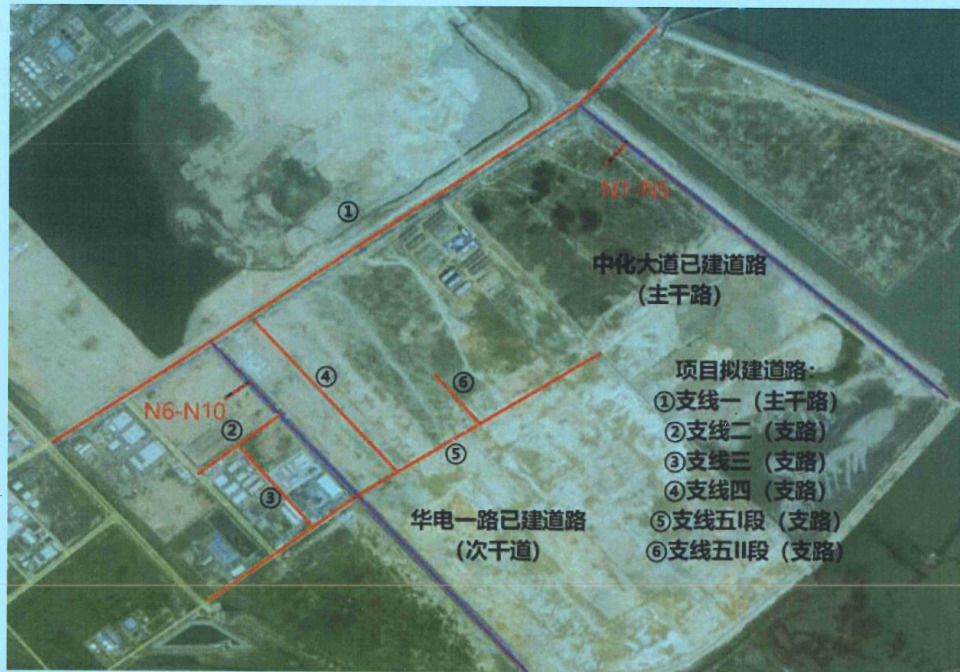 N1-N5
①
中化大道已建道路
(主干路)
项目拟建道路:
①支线一（主干路）
②支线二（支路）
③支线三（支路）
④支线四（支路）
⑤支线五I段（支路）
⑥支线五II段（支路）
④
⑥
N6-N10
②
⑤
③
华电一路已建道路
(次干道)